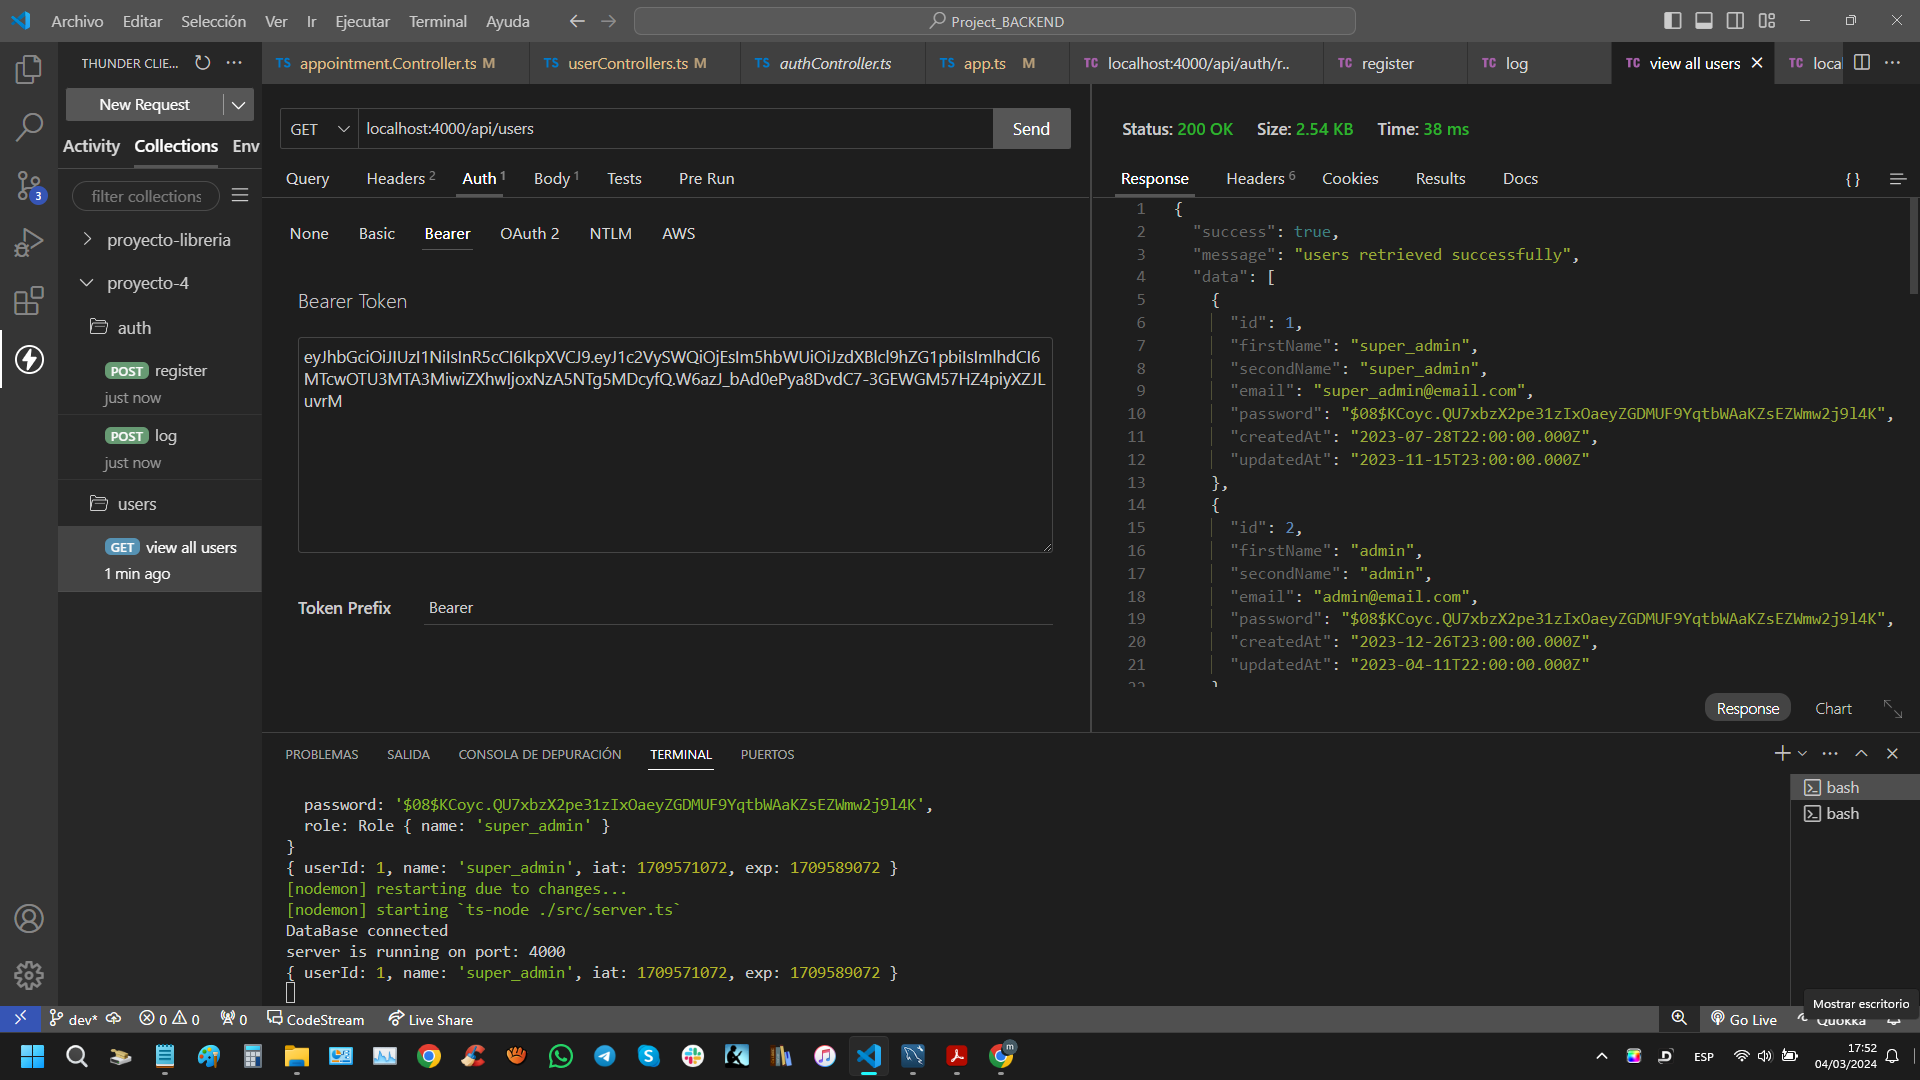 Archivo Editar Selección Ver Ir Ejecutar Terminal Ayuda
Project_BACKEND
THUNDER CLIE...
TS appointment.Controller.ts M
TS userControllers.ts M
TS authController.ts
TS app.ts M
TC localhost:4000/api/auth/r..
TC register
TC log
TC view all users
TC loca
New Request
Activity Collections Env
filter collections
proyecto-libreria
proyecto-4
auth
POST register
just now
POST log
just now
users
GET view all users
1 min ago
3
GET localhost:4000/api/users Send
Query Headers 2 Auth 1 Body 1 Tests Pre Run
None Basic Bearer OAuth 2 NTLM AWS
Bearer Token
eyJhbGciOiJIUzI1NiIsInR5cCI6IkpXVCJ9.eyJ1c2VySWQiOjEsIm5hbWUiOiJzdXBlcl9hZG1pbiIsImlhdCI6
MTcwOTU3MTA3MiwiZXhwIjoxNzA5NTg5MDcyfQ.W6azJ_bAd0ePya8DvdC7-3GEWGM57HZ4piyXZJL
uvrM
Token Prefix Bearer
Status: 200 OK Size: 2.54 KB Time: 38 ms
Response Headers 6 Cookies Results Docs { }
1 {
2 "success": true,
3 "message": "users retrieved successfully",
4 "data": [
5 {
6 "id": 1,
7 "firstName": "super_admin",
8 "secondName": "super_admin",
9 "email": "super_admin@email.com",
10 "password": "$08$KCoyc.QU7xbzX2pe31zIxOaeyZGDMUF9YqtbWAaKZsEZWmw2j9l4K",
11 "createdAt": "2023-07-28T22:00:00.000Z",
12 "updatedAt": "2023-11-15T23:00:00.000Z"
13 },
14 {
15 "id": 2,
16 "firstName": "admin",
17 "secondName": "admin",
18 "email": "admin@email.com",
19 "password": "$08$KCoyc.QU7xbzX2pe31zIxOaeyZGDMUF9YqtbWAaKZsEZWmw2j9l4K",
20 "createdAt": "2023-12-26T23:00:00.000Z",
21 "updatedAt": "2023-04-11T22:00:00.000Z"
22 }
Response Chart
PROBLEMAS SALIDA CONSOLA DE DEPURACIÓN TERMINAL PUERTOS
password: '$08$KCoyc.QU7xbzX2pe31zIxOaeyZGDMUF9YqtbWAaKZsEZWmw2j9l4K',
role: Role { name: 'super_admin' }
}
{ userId: 1, name: 'super_admin', iat: 1709571072, exp: 1709589072 }
[nodemon] restarting due to changes...
[nodemon] starting `ts-node ./src/server.ts`
DataBase connected
server is running on port: 4000
{ userId: 1, name: 'super_admin', iat: 1709571072, exp: 1709589072 }
bash
bash
Mostrar escritorio
dev* 0 0 0 CodeStream Live Share
Go Live Quokka
ESP
17:52
04/03/2024